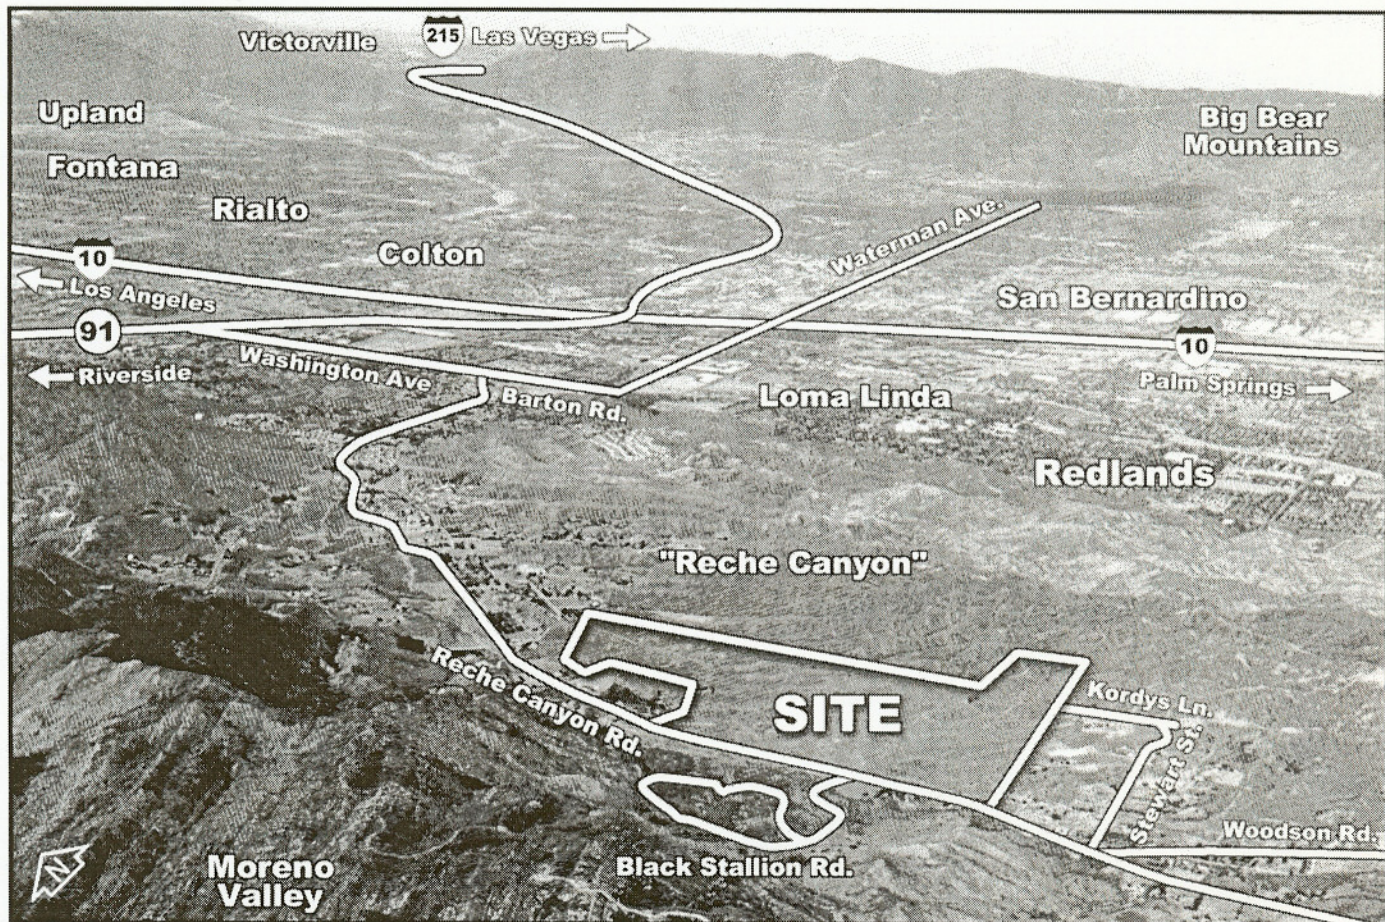 Victorville
215
Las Vegas
Upland
Big Bear
Mountains
Fontana
Rialto
Waterman Ave.
Colton
10
Los Angeles
San Bernardino
91
10
Washington Ave
Riverside
Palm Springs
Barton Rd.
Loma Linda
Redlands
"Reche Canyon"
Reche Canyon Rd.
SITE
Kordys Ln.
Stewart St.
Woodson Rd.
Black Stallion Rd.
Moreno
Valley
N